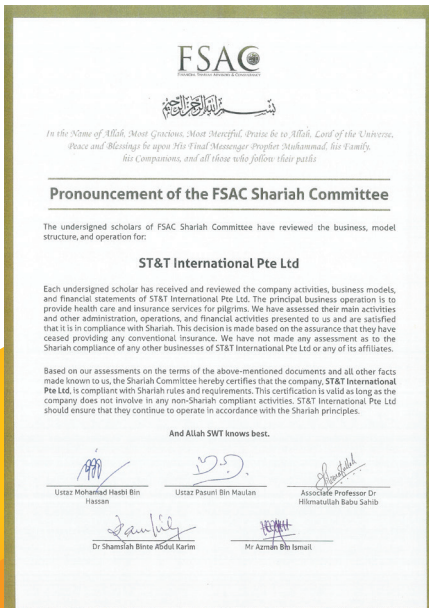 FSAC
FINANCIAL SHARIAH ADVISORY & CONSULTANCY
بِسْمِ اللَّهِ الرَّحْمَٰنِ الرَّحِيمِ
In the Name of Allah, Most Gracious, Most Merciful, Praise be to Allah, Lord of the Universe,
Peace and Blessings be upon His Final Messenger Prophet Muhammad, his Family,
his Companions, and all those who follow their paths
Pronouncement of the FSAC Shariah Committee
The undersigned scholars of FSAC Shariah Committee have reviewed the business, model
structure, and operation for:
ST&T International Pte Ltd
Each undersigned scholar has received and reviewed the company activities, business models,
and financial statements of ST&T International Pte Ltd. The principal business operation is to
provide health care and insurance services for pilgrims. We have assessed their main activities
and other administration, operations, and financial activities presented to us and are satisfied
that it is in compliance with Shariah. This decision is made based on the assurance that they have
ceased providing any conventional insurance. We have not made any assessment as to the
Shariah compliance of any other businesses of ST&T International Pte Ltd or any of its affiliates.
Based on our assessments on the terms of the above-mentioned documents and all other facts
made known to us, the Shariah Committee hereby certifies that the company, ST&T International
Pte Ltd, is compliant with Shariah rules and requirements. This certification is valid as long as the
company does not involve in any non-Shariah compliant activities. ST&T International Pte Ltd
should ensure that they continue to operate in accordance with the Shariah principles.
And Allah SWT knows best.
Ustaz Mohamad Hasbi Bin
Hassan
Ustaz Pasuni Bin Maulan
Associate Professor Dr
Hikmatullah Babu Sahib
Dr Shamsiah Binte Abdul Karim
Mr Azman Bin Ismail